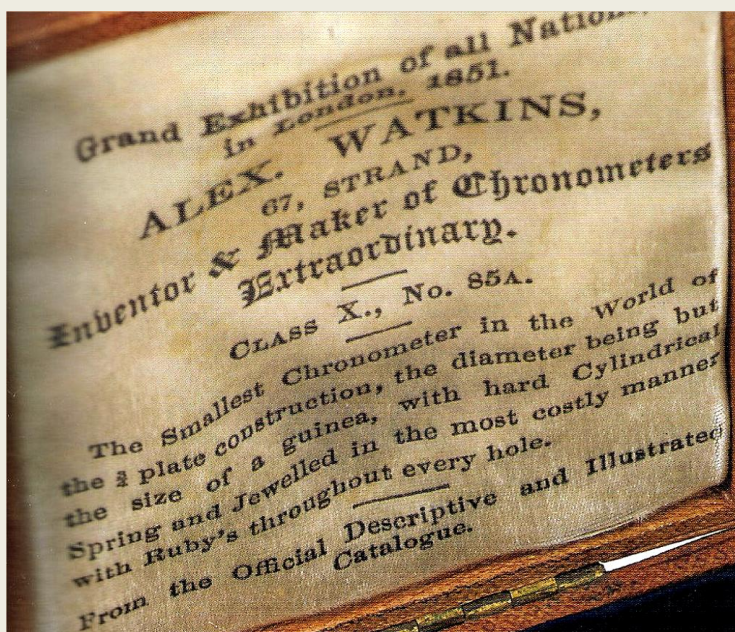 Grand Exhibition of all Nations,
in London, 1851.
ALEX. WATKINS,
67, STRAND,
Inventor & Maker of Chronometers
Extraordinary.
CLASS X., No. 85A.
The Smallest Chronometer in the World of
the ¾ plate construction, the diameter being but
the size of a guinea, with hard Cylindrical
Spring and Jewelled in the most costly manner
with Ruby's throughout every hole.
From the Official Descriptive and Illustrated
Catalogue.